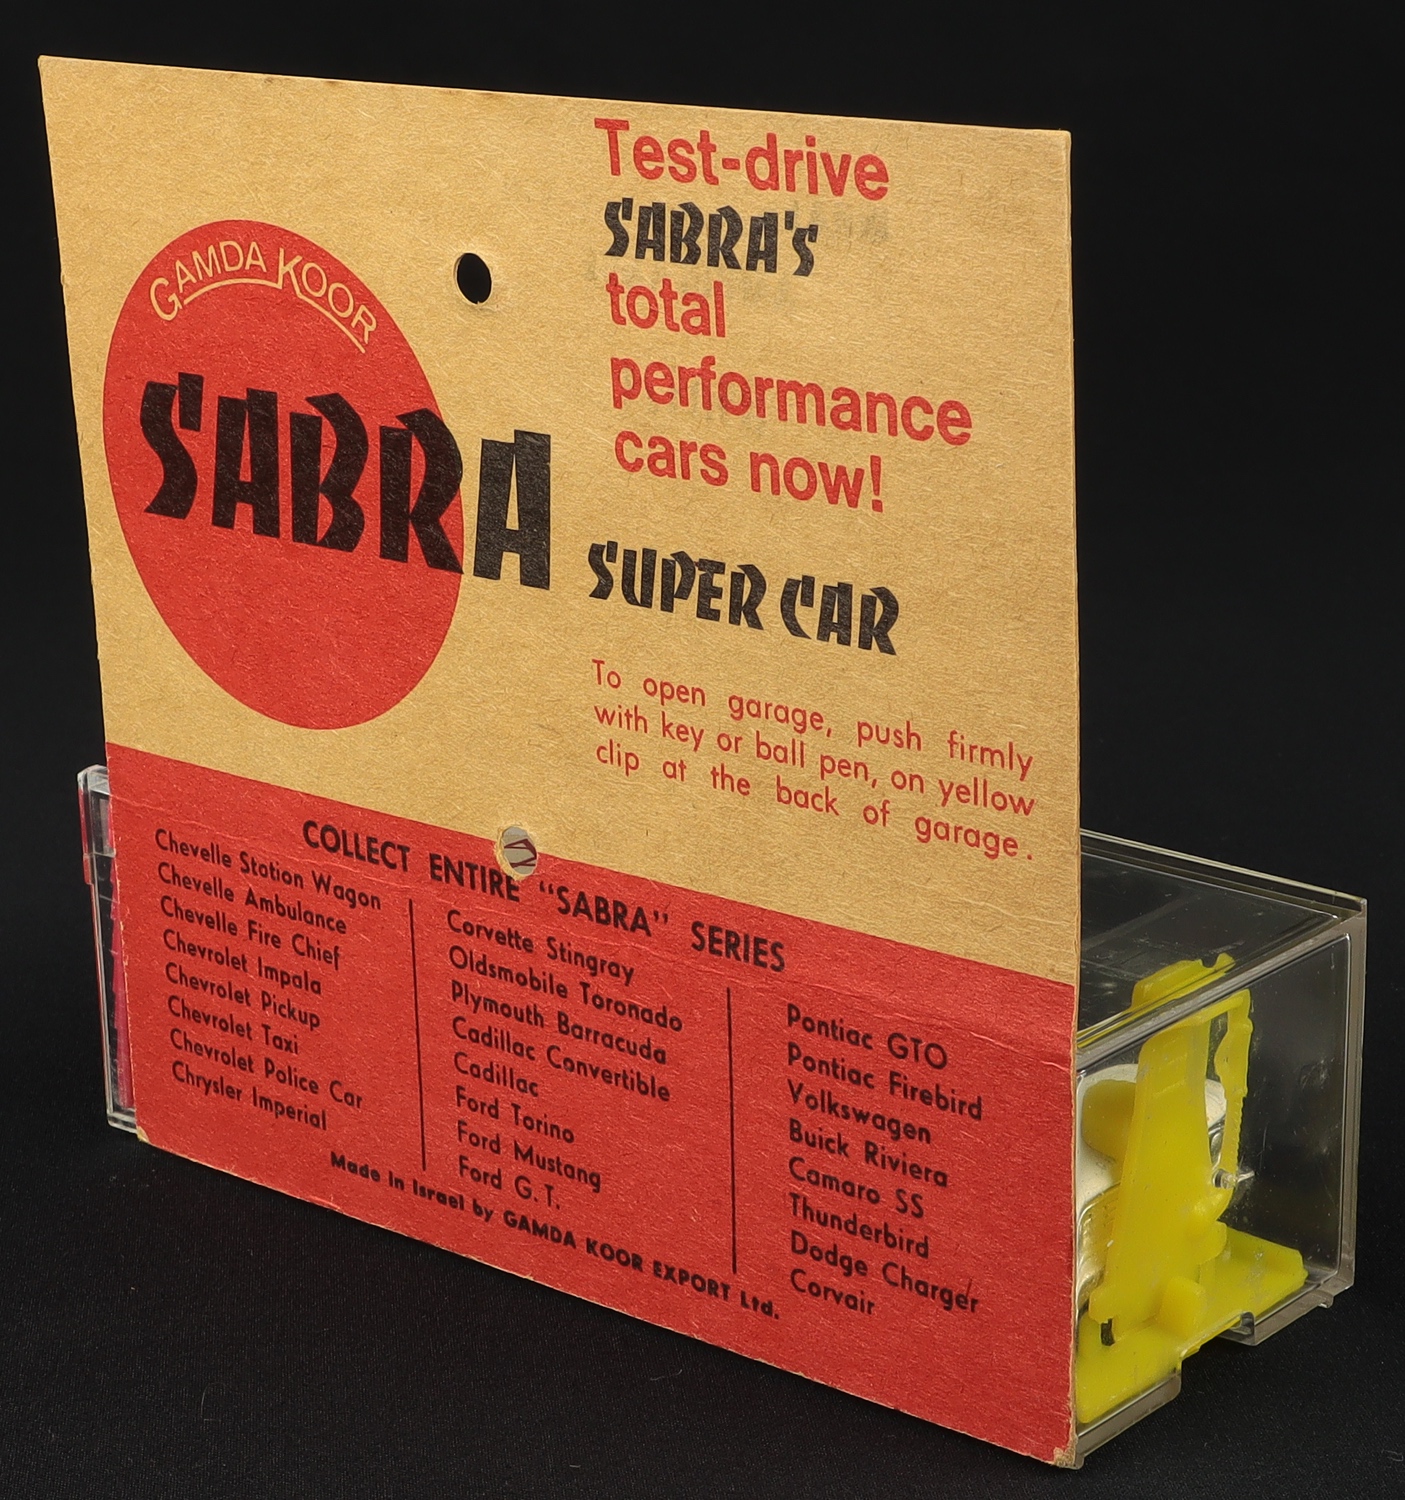 GAMDA KOOR
SABRA
Test-drive
SABRA'S
total
performance
cars now!
SUPER CAR
To open garage, push firmly
with key or ball pen, on yellow
clip at the back of garage.
COLLECT ENTIRE "SABRA" SERIES
Chevelle Station Wagon
Chevelle Ambulance
Chevelle Fire Chief
Chevrolet Impala
Chevrolet Pickup
Chevrolet Taxi
Chevrolet Police Car
Chrysler Imperial
Corvette Stingray
Oldsmobile Toronado
Plymouth Barracuda
Cadillac Convertible
Cadillac
Ford Torino
Ford Mustang
Ford G.T.
Pontiac GTO
Pontiac Firebird
Volkswagen
Buick Riviera
Camaro SS
Thunderbird
Dodge Charger
Corvair
Made in Israel by GAMDA KOOR EXPORT Ltd.